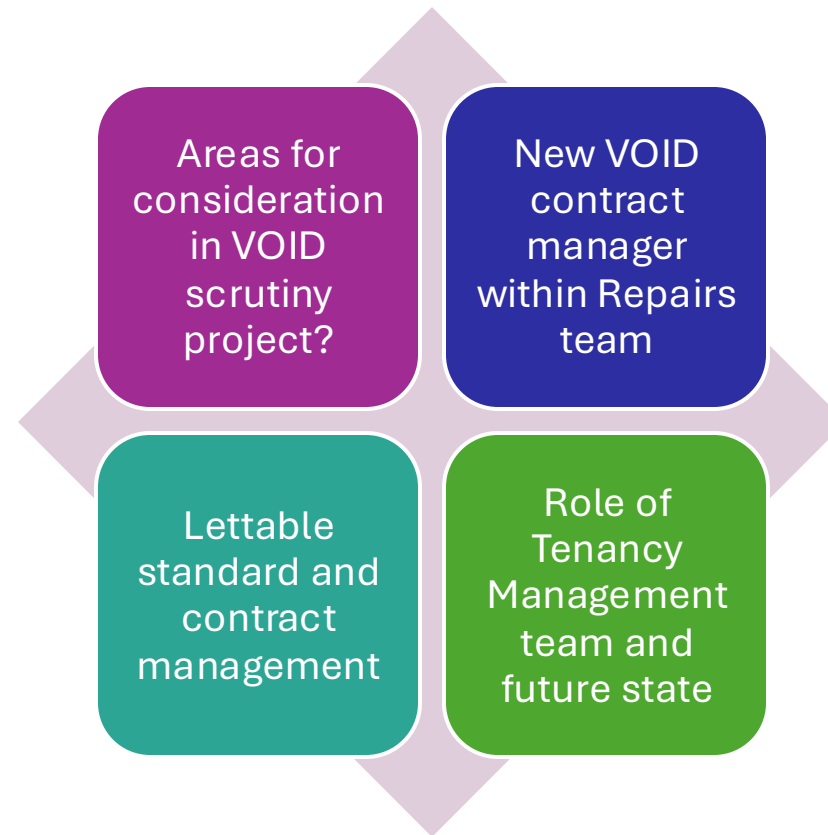 Areas for
consideration
in VOID
scrutiny
project?
New VOID
contract
manager
within Repairs
team
Lettable
standard and
contract
management
Role of
Tenancy
Management
team and
future state